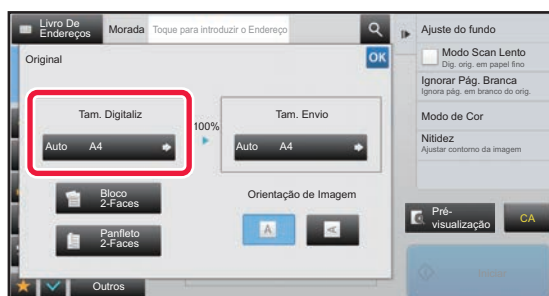 Livro De
Endereços
Morada
Toque para introduzir o Endereço
Original
OK
Tam. Digitaliz
Auto A4
100%
Tam. Envio
Auto A4
Bloco
2-Faces
Panfleto
2-Faces
Orientação de Imagem
A
A
Outros
Ajuste do fundo
Modo Scan Lento
Dig. orig. em papel fino
Ignorar Pág. Branca
Ignora pág. em branco do orig.
Modo de Cor
Nitidez
Ajustar contorno da imagem
Pré-
visualização
CA
Iniciar